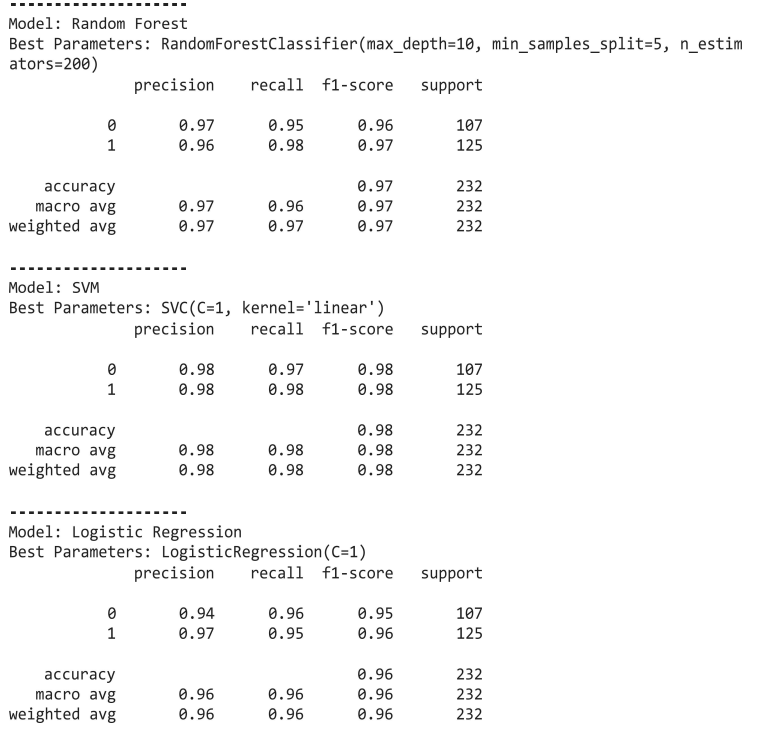 --------------------
Model: Random Forest
Best Parameters: RandomForestClassifier(max_depth=10, min_samples_split=5, n_estim
ators=200)
              precision    recall  f1-score   support

           0       0.97      0.95      0.96       107
           1       0.96      0.98      0.97       125

    accuracy                           0.97       232
   macro avg       0.97      0.96      0.97       232
weighted avg       0.97      0.97      0.97       232

--------------------
Model: SVM
Best Parameters: SVC(C=1, kernel='linear')
              precision    recall  f1-score   support

           0       0.98      0.97      0.98       107
           1       0.98      0.98      0.98       125

    accuracy                           0.98       232
   macro avg       0.98      0.98      0.98       232
weighted avg       0.98      0.98      0.98       232

--------------------
Model: Logistic Regression
Best Parameters: LogisticRegression(C=1)
              precision    recall  f1-score   support

           0       0.94      0.96      0.95       107
           1       0.97      0.95      0.96       125

    accuracy                           0.96       232
   macro avg       0.96      0.96      0.96       232
weighted avg       0.96      0.96      0.96       232